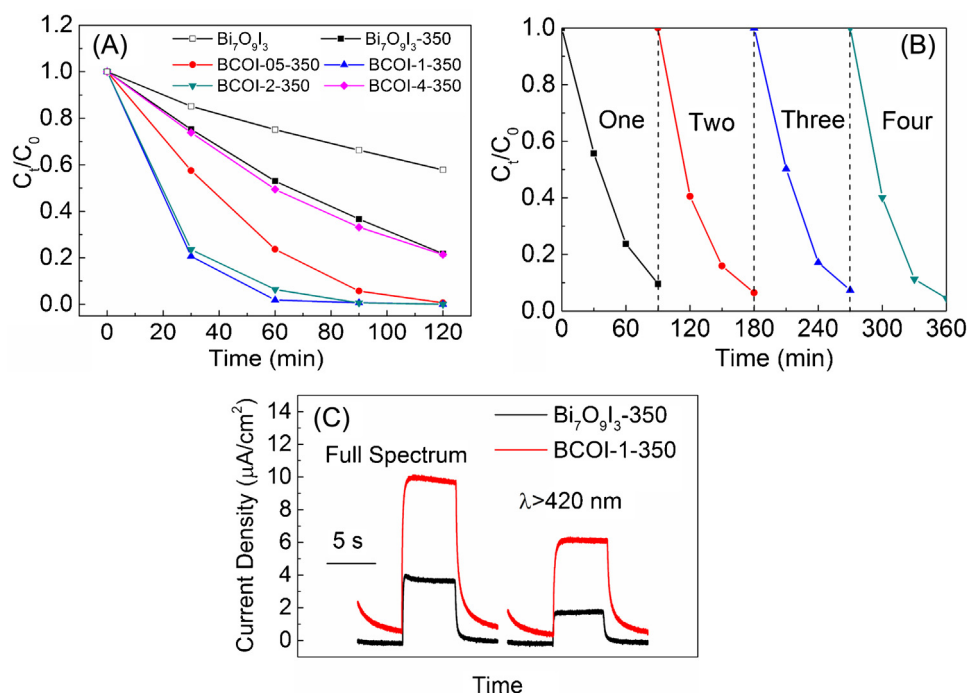 (A)
Bi₇O₉I₃
Bi₇O₉I₃-350
BCOI-05-350
BCOI-1-350
BCOI-2-350
BCOI-4-350
1.2
1.0
0.8
0.6
0.4
0.2
0.0
Cₜ/C₀
0 20 40 60 80 100 120
Time (min)
(B)
One
Two
Three
Four
1.0
0.8
0.6
0.4
0.2
0.0
Cₜ/C₀
0 60 120 180 240 300 360
Time (min)
(C)
Bi₇O₉I₃-350
BCOI-1-350
Full Spectrum
λ>420 nm
5 s
14
12
10
8
6
4
2
0
Current Density (μA/cm²)
Time